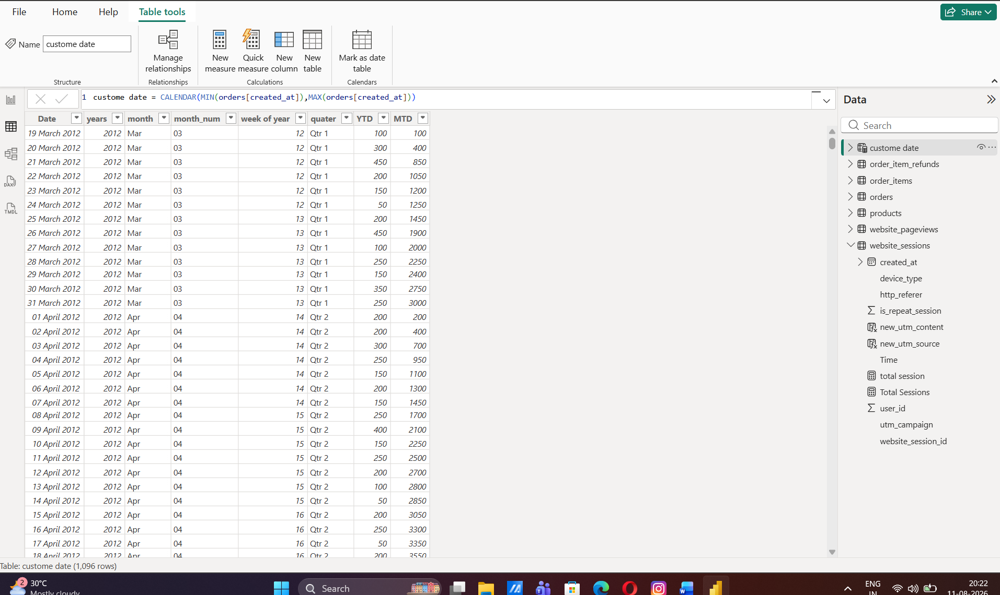 File Home Help Table tools Share
Name custome date
Manage relationships
New measure
Quick measure
New column
New table
Mark as date table
Structure Relationships Calculations Calendars
1 custome date = CALENDAR(MIN(orders[created_at]),MAX(orders[created_at]))
Date years month month_num week of year quater YTD MTD
19 March 2012 2012 Mar 03 12 Qtr 1 100 100
20 March 2012 2012 Mar 03 12 Qtr 1 300 400
21 March 2012 2012 Mar 03 12 Qtr 1 450 850
22 March 2012 2012 Mar 03 12 Qtr 1 200 1050
23 March 2012 2012 Mar 03 12 Qtr 1 150 1200
24 March 2012 2012 Mar 03 12 Qtr 1 50 1250
25 March 2012 2012 Mar 03 13 Qtr 1 200 1450
26 March 2012 2012 Mar 03 13 Qtr 1 450 1900
27 March 2012 2012 Mar 03 13 Qtr 1 100 2000
28 March 2012 2012 Mar 03 13 Qtr 1 250 2250
29 March 2012 2012 Mar 03 13 Qtr 1 150 2400
30 March 2012 2012 Mar 03 13 Qtr 1 350 2750
31 March 2012 2012 Mar 03 13 Qtr 1 250 3000
01 April 2012 2012 Apr 04 14 Qtr 2 200 200
02 April 2012 2012 Apr 04 14 Qtr 2 200 400
03 April 2012 2012 Apr 04 14 Qtr 2 300 700
04 April 2012 2012 Apr 04 14 Qtr 2 250 950
05 April 2012 2012 Apr 04 14 Qtr 2 150 1100
06 April 2012 2012 Apr 04 14 Qtr 2 200 1300
07 April 2012 2012 Apr 04 14 Qtr 2 150 1450
08 April 2012 2012 Apr 04 15 Qtr 2 250 1700
09 April 2012 2012 Apr 04 15 Qtr 2 400 2100
10 April 2012 2012 Apr 04 15 Qtr 2 150 2250
11 April 2012 2012 Apr 04 15 Qtr 2 250 2500
12 April 2012 2012 Apr 04 15 Qtr 2 200 2700
13 April 2012 2012 Apr 04 15 Qtr 2 100 2800
14 April 2012 2012 Apr 04 15 Qtr 2 50 2850
15 April 2012 2012 Apr 04 16 Qtr 2 200 3050
16 April 2012 2012 Apr 04 16 Qtr 2 250 3300
17 April 2012 2012 Apr 04 16 Qtr 2 50 3350
18 April 2012 2012 Apr 04 16 Qtr 2 200 3550
DAX
TMDL
Data
Search
custome date
order_item_refunds
order_items
orders
products
website_pageviews
website_sessions
created_at
device_type
http_referer
is_repeat_session
new_utm_content
new_utm_source
Time
total session
Total Sessions
user_id
utm_campaign
website_session_id
Table: custome date (1,096 rows)
2
30°C
Mostly cloudy
Search
ENG
IN
20:22
11-08-2026